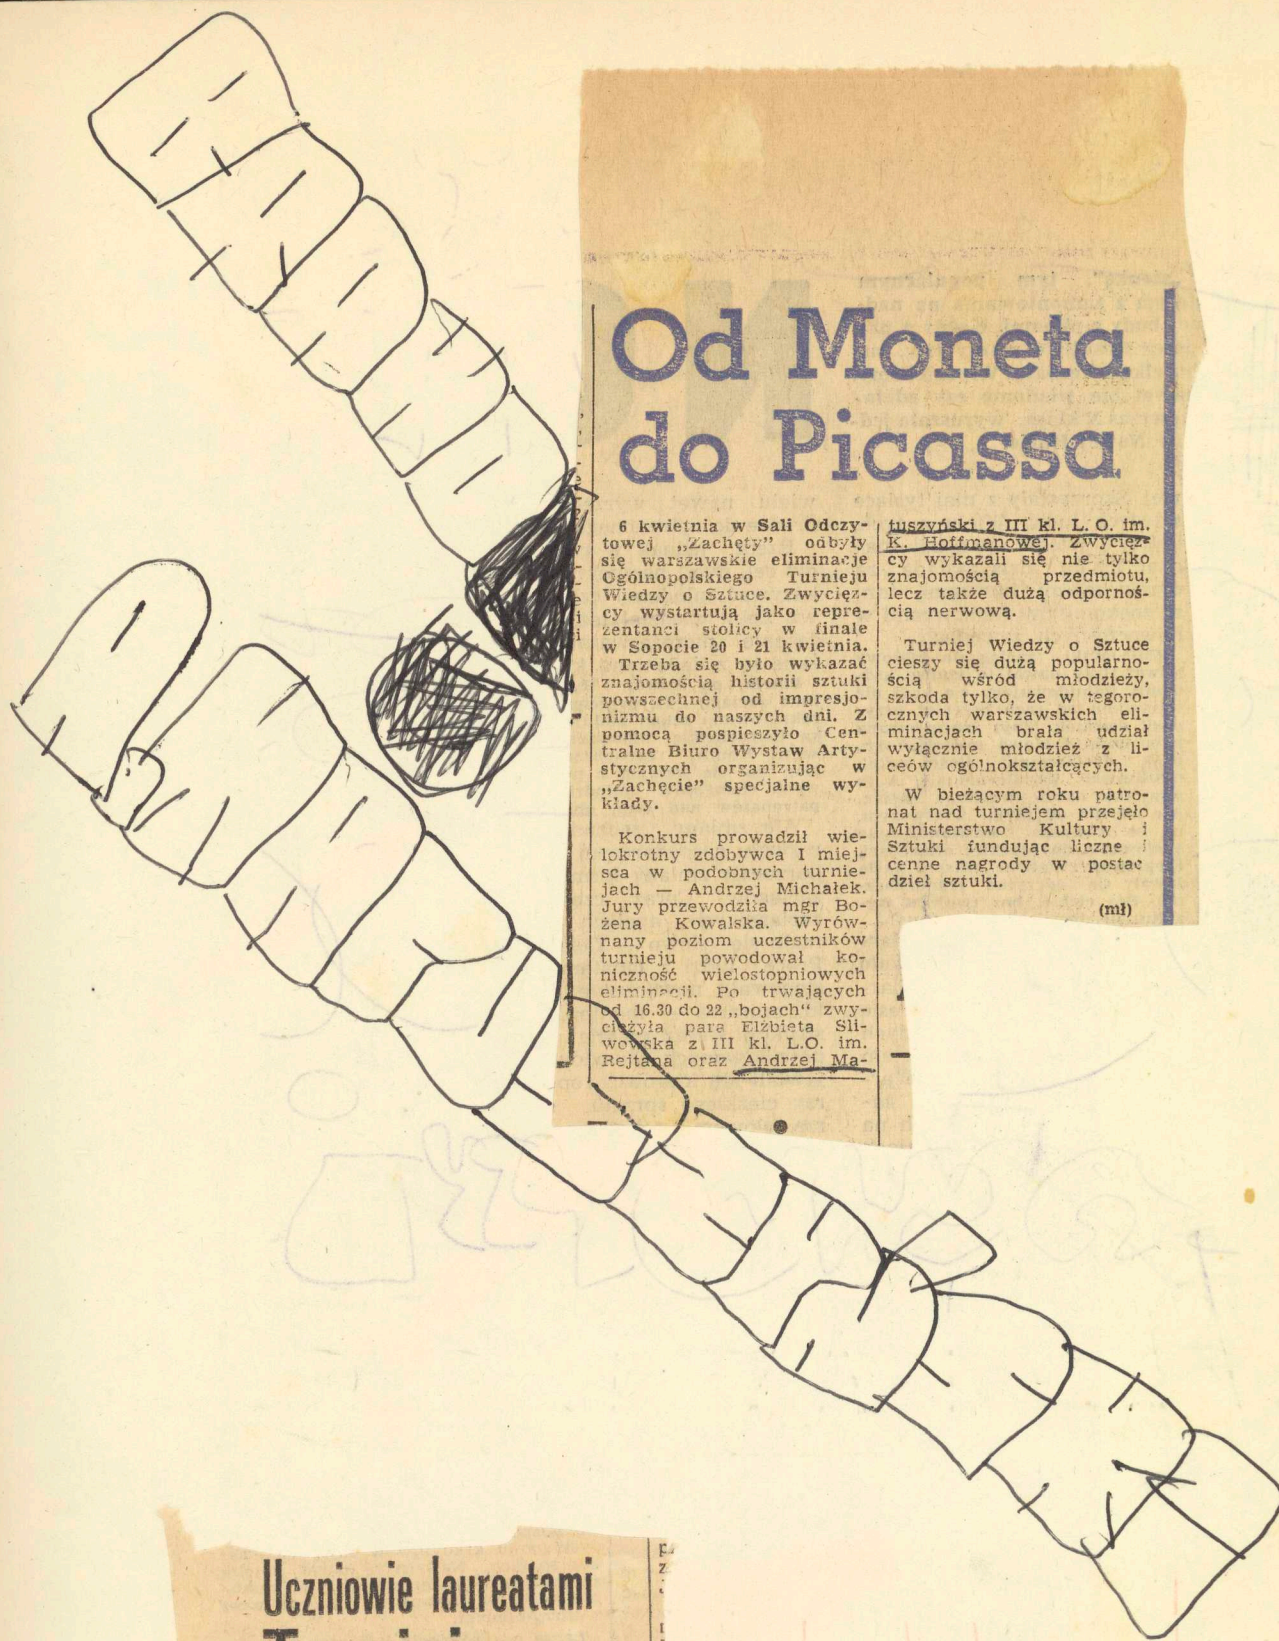 Od Moneta
do Picassa
6 kwietnia w Sali Odczy-
towej „Zachęty” odbyły
się warszawskie eliminacje
Ogólnopolskiego Turnieju
Wiedzy o Sztuce. Zwycięz-
cy wystartują jako repre-
zentanci stolicy w finale
w Sopocie 20 i 21 kwietnia.
Trzeba się było wykazać
znajomością historii sztuki
powszechnej od impresjo-
nizmu do naszych dni. Z
pomocą pospieszyło Cen-
tralne Biuro Wystaw Arty-
stycznych organizując w
„Zachęcie” specjalne wy-
kłady.
Konkurs prowadził wie-
lokrotny zdobywca I miej-
sca w podobnych turnie-
jach — Andrzej Michałek.
Jury przewodziła mgr Bo-
żena Kowalska. Wyrów-
nany poziom uczestników
turnieju powodował ko-
niczność wielostopniowych
eliminacji. Po trwających
od 16.30 do 22 „bojach“ zwy-
ciężyła para Elżbieta Sli-
wowska z III kl. L.O. im.
Rejtana oraz Andrzej Ma-
tuszyński z III kl. L. O. im.
K. Hoffmanowej. Zwycięz-
cy wykazali się nie tylko
znajomością przedmiotu,
lecz także dużą odpornoś-
cią nerwową.
Turniej Wiedzy o Sztuce
cieszy się dużą popularno-
ścią wśród młodzieży,
szkoda tylko, że w tegoro-
cznych warszawskich eli-
minacjach brała udział
wyłącznie młodzież z li-
ceów ogólnokształcących.
W bieżącym roku patro-
nat nad turniejem przejęło
Ministerstwo Kultury i
Sztuki fundując liczne i
cenne nagrody w postac
dzieł sztuki.
(mł)
Uczniowie laureatami